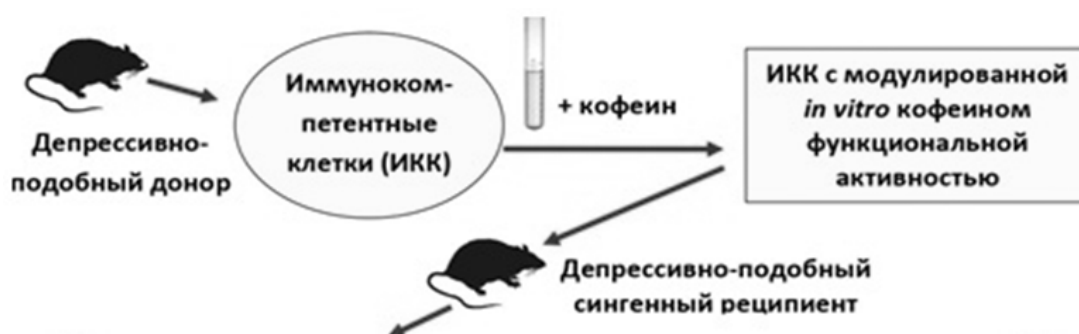 Депрессивно-
подобный донор
Иммуноком-
петентные
клетки (ИКК)
+ кофеин
ИКК с модулированной
in vitro кофеином
функциональной
активностью
Депрессивно-подобный
сингенный реципиент